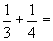 1/3 + 1/4 =